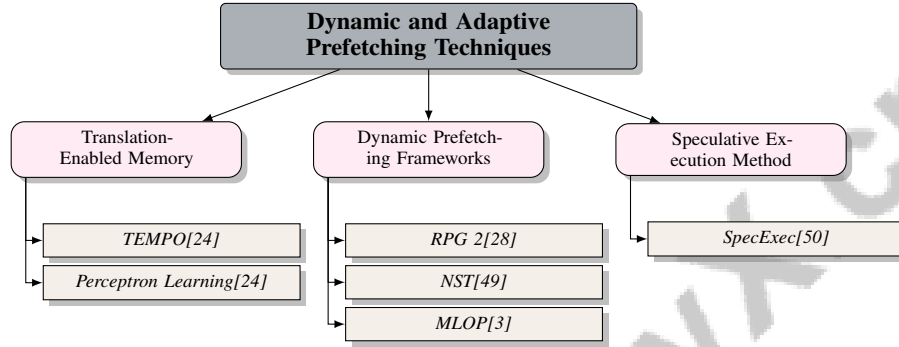 Dynamic and Adaptive
Prefetching Techniques
Translation-
Enabled Memory
Dynamic Prefetch-
ing Frameworks
Speculative Ex-
ecution Method
TEMPO[24]
RPG 2[28]
SpecExec[50]
Perceptron Learning[24]
NST[49]
MLOP[3]